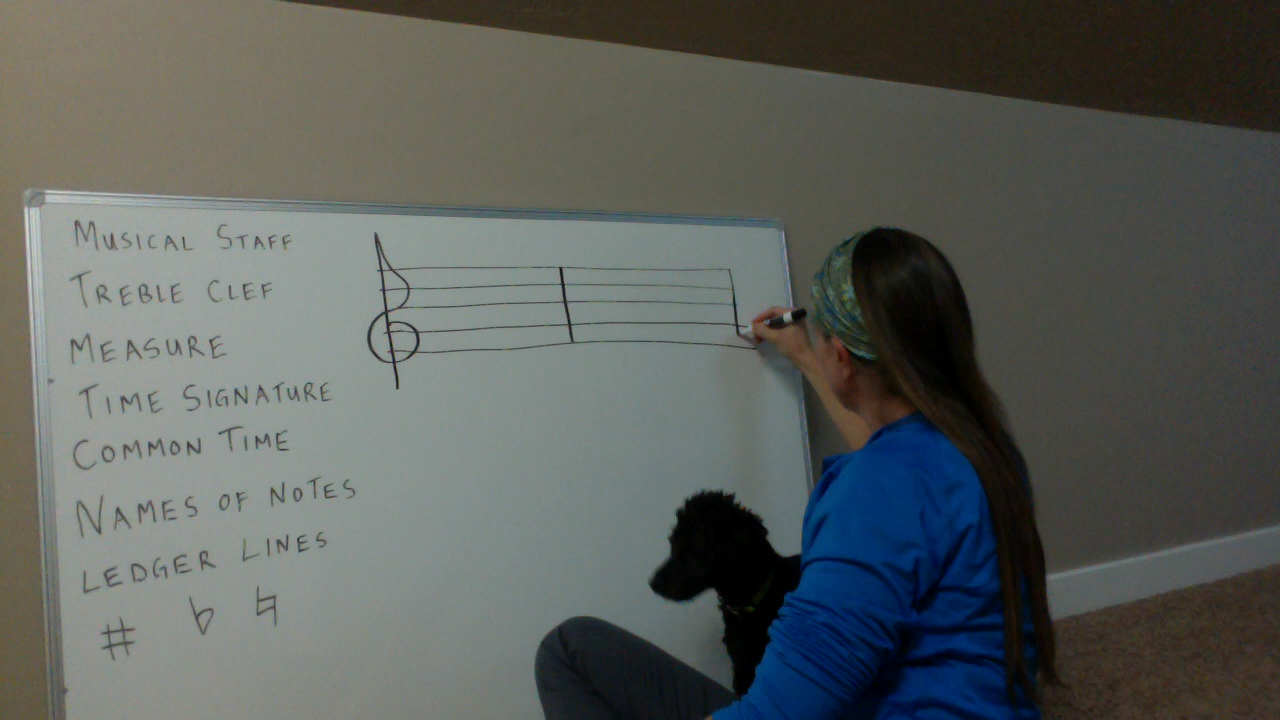 MUSICAL STAFF
TREBLE CLEF
MEASURE
TIME SIGNATURE
COMMON TIME
NAMES OF NOTES
LEDGER LINES
# ♭ ♮